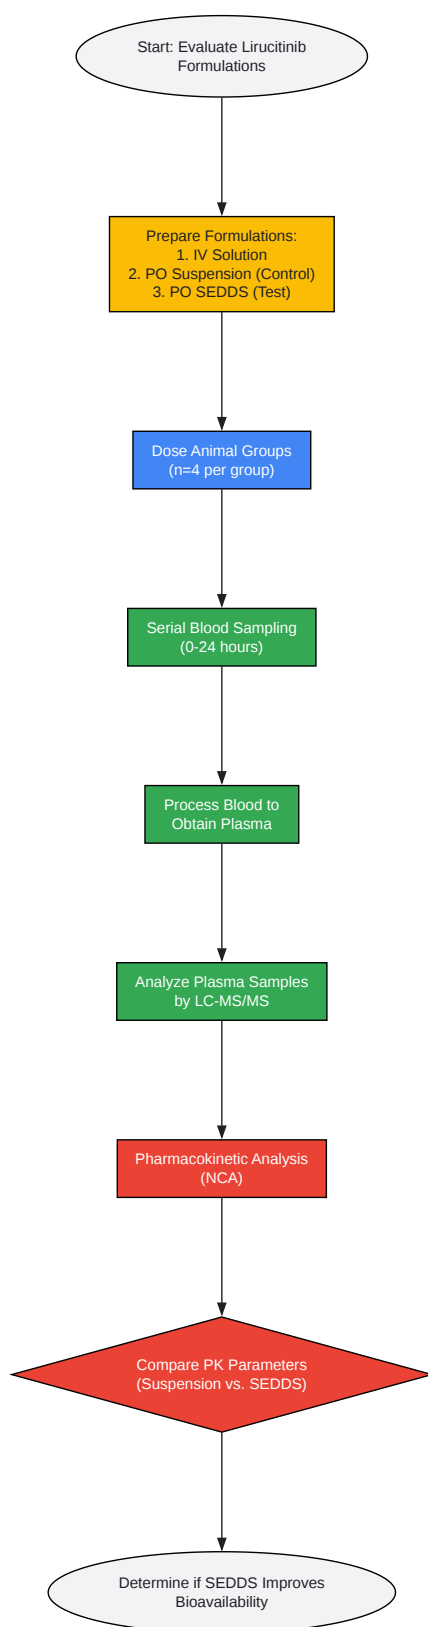 Start: Evaluate Lirucitinib
Formulations
Prepare Formulations:
1. IV Solution
2. PO Suspension (Control)
3. PO SEDDS (Test)
Dose Animal Groups
(n=4 per group)
Serial Blood Sampling
(0-24 hours)
Process Blood to
Obtain Plasma
Analyze Plasma Samples
by LC-MS/MS
Pharmacokinetic Analysis
(NCA)
Compare PK Parameters
(Suspension vs. SEDDS)
Determine if SEDDS Improves
Bioavailability